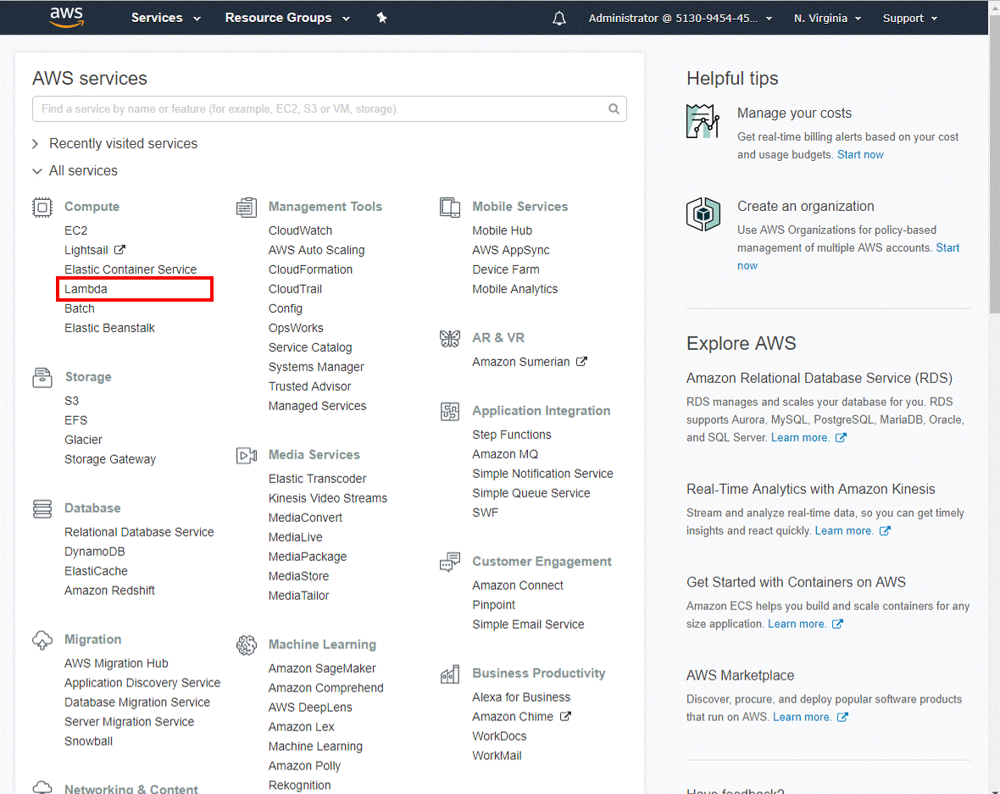 aws Services Resource Groups Administrator @ 5130-9454-45... N. Virginia Support
AWS services
Find a service by name or feature (for example, EC2, S3 or VM, storage).
Recently visited services
All services
Compute
EC2
Lightsail
Elastic Container Service
Lambda
Batch
Elastic Beanstalk
Storage
S3
EFS
Glacier
Storage Gateway
Database
Relational Database Service
DynamoDB
ElastiCache
Amazon Redshift
Migration
AWS Migration Hub
Application Discovery Service
Database Migration Service
Server Migration Service
Snowball
Networking & Content
Management Tools
CloudWatch
AWS Auto Scaling
CloudFormation
CloudTrail
Config
OpsWorks
Service Catalog
Systems Manager
Trusted Advisor
Managed Services
Media Services
Elastic Transcoder
Kinesis Video Streams
MediaConvert
MediaLive
MediaPackage
MediaStore
MediaTailor
Machine Learning
Amazon SageMaker
Amazon Comprehend
AWS DeepLens
Amazon Lex
Machine Learning
Amazon Polly
Rekognition
Mobile Services
Mobile Hub
AWS AppSync
Device Farm
Mobile Analytics
AR & VR
Amazon Sumerian
Application Integration
Step Functions
Amazon MQ
Simple Notification Service
Simple Queue Service
SWF
Customer Engagement
Amazon Connect
Pinpoint
Simple Email Service
Business Productivity
Alexa for Business
Amazon Chime
WorkDocs
WorkMail
Helpful tips
Manage your costs
Get real-time billing alerts based on your cost
and usage budgets. Start now
Create an organization
Use AWS Organizations for policy-based
management of multiple AWS accounts. Start
now
Explore AWS
Amazon Relational Database Service (RDS)
RDS manages and scales your database for you. RDS
supports Aurora, MySQL, PostgreSQL, MariaDB, Oracle,
and SQL Server. Learn more.
Real-Time Analytics with Amazon Kinesis
Stream and analyze real-time data, so you can get timely
insights and react quickly. Learn more.
Get Started with Containers on AWS
Amazon ECS helps you build and scale containers for any
size application. Learn more.
AWS Marketplace
Discover, procure, and deploy popular software products
that run on AWS. Learn more.
Have feedback?